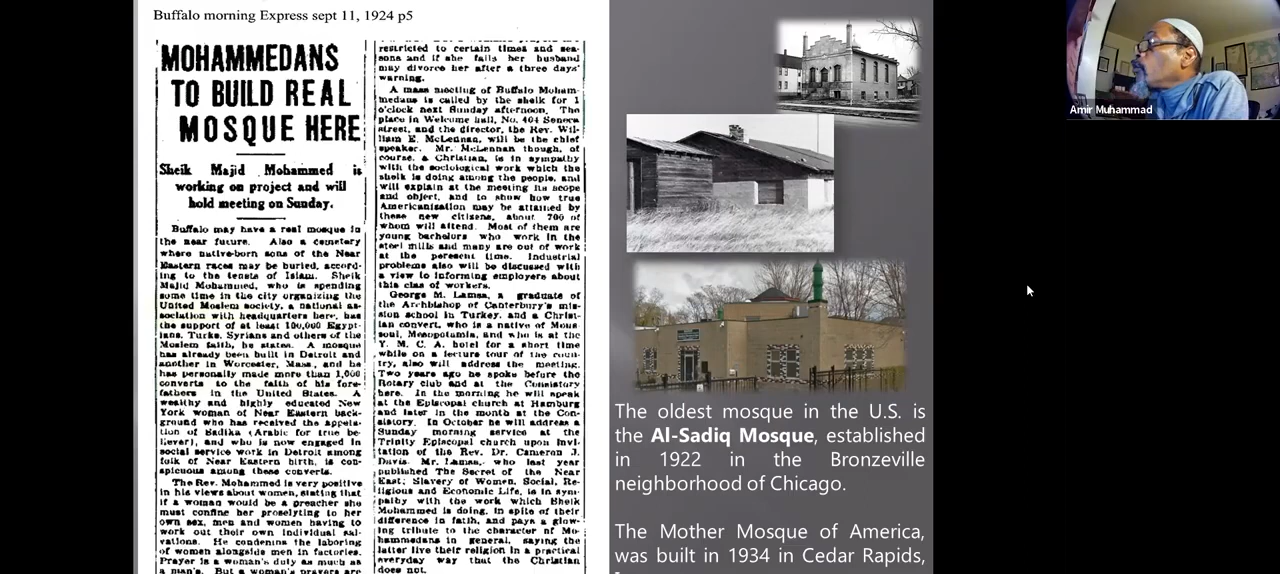 Buffalo morning Express sept 11, 1924 p5
MOHAMMEDANS
TO BUILD REAL
MOSQUE HERE
Sheik Majid Mohammed is
working on project and will
hold meeting on Sunday.
Buffalo may have a real mosque in
the near future. Also a cemetery
where native-born sons of the Near
Eastern races may be buried, accord-
ing to the tenets of Islam. Sheik
Majid Mohammed, who is spending
some time in the city organizing the
United Moslem society, a national as-
sociation with headquarters here, has
the support of at least 100,000 Egypt-
ians, Turks, Syrians and others of the
Moslem faith, he states. A mosque
has already been built in Detroit and
another in Worcester, Mass., and he
has personally made more than 1,000
converts to the faith of his fore-
fathers in the United States. A
wealthy and highly educated New
York woman of Near Eastern back-
ground who has received the appela-
tion of Sadika (Arabic for true be-
liever), and who is now engaged in
social service work in Detroit among
folk of Near Eastern birth, is con-
spicuous among these converts.
The Rev. Mohammed is very positive
in his views about women, stating that
if a woman would be a preacher she
must confine her proselyting to her
own sex, men and women having to
work out their own individual sal-
vations. He condemns the laboring
of women alongside men in factories.
Prayer is a woman's duty as much as
a man's. But a woman's prayers are
restricted to certain times and sea-
sons and if she fails her husband
may divorce her after a three days'
warning.
A mass meeting of Buffalo Moham-
medans is called by the sheik for 1
o'clock next Sunday afternoon. The
place in Welcome hall, No. 404 Seneca
street, and the director, the Rev. Wil-
liam E. McLennan, will be the chief
speaker. Mr. McLennan though, of
course, a Christian, is in sympathy
with the sociological work which the
sheik is doing among the people, and
will explain at the meeting its scope
and object, and to show how true
Americanization may be attained by
these new citizens, about 700 of
whom will attend. Most of them are
young bachelors who work in the
steel mills and many are out of work
at the peresent time. Industrial
problems also will be discussed with
a view to informing employers about
this clas of workers.
George M. Lamsa, a graduate of
the Archbishop of Canterbury's mis-
sion school in Turkey, and a Christ-
ian convert, who is a native of Mous-
soul, Mesopotamia, and who is at the
Y. M. C. A. hotel for a short time
while on a lecture tour of the coun-
try, also will address the meeting.
Two years ago he spoke before the
Rotary club and at the Consistory
here. In the morning he will speak
at the Episcopal church at Hamburg
and later in the month at the Con-
sistory. In October he will address a
Sunday morning service at the
Trinity Episcopal church upon invi-
tation of the Rev. Dr. Cameron J.
Davis. Mr. Lamsa, who last year
published The Secret of the Near
East; Slavery of Women, Social, Re-
ligious and Economic Life, is in sym-
pathy with the work which Sheik
Mohammed is doing, in spite of their
difference in faith, and pays a glow-
ing tribute to the character of Mo-
hammedans in general, saying the
latter live their religion in a practical
everyday way that the Christian
does not.
The oldest mosque in the U.S. is
the Al-Sadiq Mosque, established
in 1922 in the Bronzeville
neighborhood of Chicago.
The Mother Mosque of America,
was built in 1934 in Cedar Rapids,
Amir Muhammad